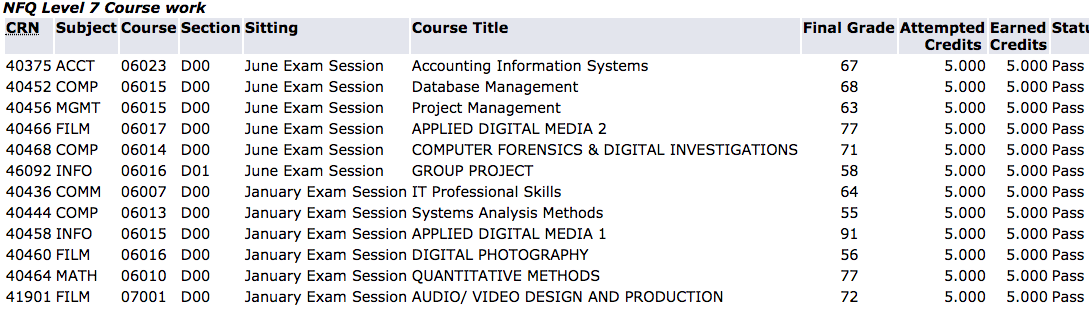 NFQ Level 7 Course work
CRN Subject Course Section Sitting Course Title Final Grade Attempted Credits Earned Credits Statu
40375 ACCT 06023 D00 June Exam Session Accounting Information Systems 67 5.000 5.000 Pass
40452 COMP 06015 D00 June Exam Session Database Management 68 5.000 5.000 Pass
40456 MGMT 06015 D00 June Exam Session Project Management 63 5.000 5.000 Pass
40466 FILM 06017 D00 June Exam Session APPLIED DIGITAL MEDIA 2 77 5.000 5.000 Pass
40468 COMP 06014 D00 June Exam Session COMPUTER FORENSICS & DIGITAL INVESTIGATIONS 71 5.000 5.000 Pass
46092 INFO 06016 D01 June Exam Session GROUP PROJECT 58 5.000 5.000 Pass
40436 COMM 06007 D00 January Exam Session IT Professional Skills 64 5.000 5.000 Pass
40444 COMP 06013 D00 January Exam Session Systems Analysis Methods 55 5.000 5.000 Pass
40458 INFO 06015 D00 January Exam Session APPLIED DIGITAL MEDIA 1 91 5.000 5.000 Pass
40460 FILM 06016 D00 January Exam Session DIGITAL PHOTOGRAPHY 56 5.000 5.000 Pass
40464 MATH 06010 D00 January Exam Session QUANTITATIVE METHODS 77 5.000 5.000 Pass
41901 FILM 07001 D00 January Exam Session AUDIO/ VIDEO DESIGN AND PRODUCTION 72 5.000 5.000 Pass